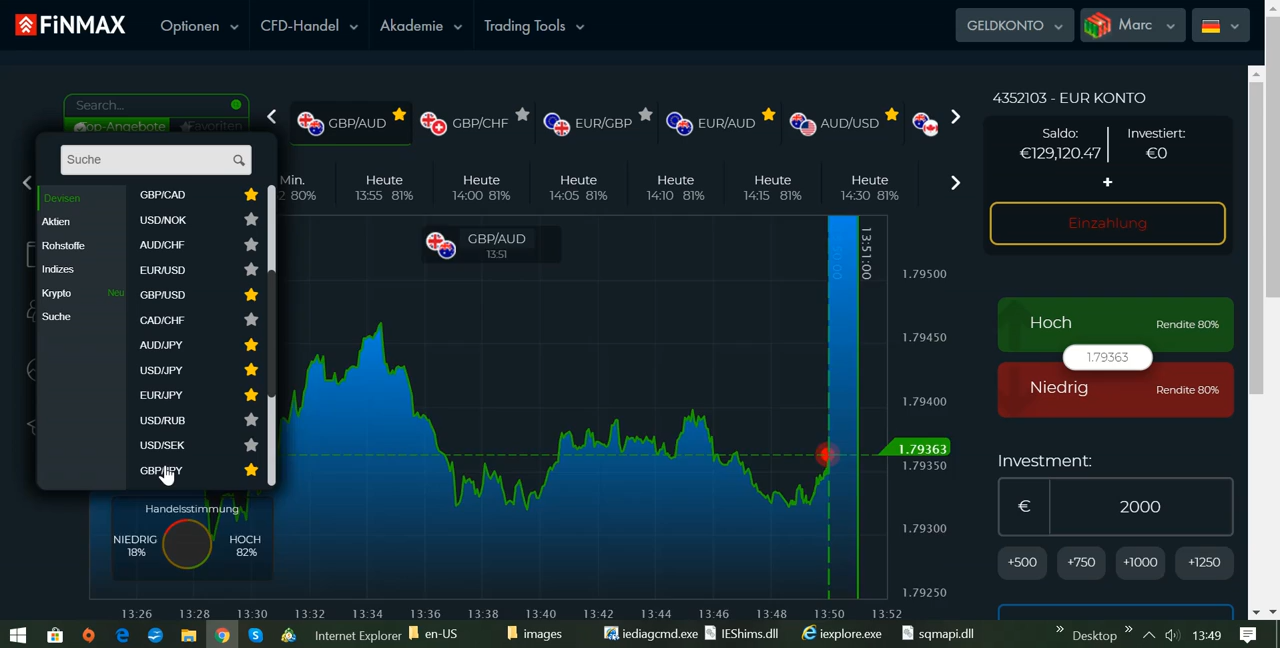 FiNMAX
Optionen
CFD-Handel
Akademie
Trading Tools
GELDKONTO
Marc
Search...
Top-Angebote
Favoriten
GBP/AUD
GBP/CHF
EUR/GBP
EUR/AUD
AUD/USD
Suche
Min.
80%
Heute
13:55 81%
Heute
14:00 81%
Heute
14:05 81%
Heute
14:10 81%
Heute
14:15 81%
Heute
14:30 81%
Devisen
Aktien
Rohstoffe
Indizes
Krypto Neu
Suche
GBP/CAD
USD/NOK
AUD/CHF
EUR/USD
GBP/USD
CAD/CHF
AUD/JPY
USD/JPY
EUR/JPY
USD/RUB
USD/SEK
GBP/JPY
GBP/AUD
13:51
13:51:00
1.79500
1.79450
1.79400
1.79363
1.79350
1.79300
1.79250
Handelsstimmung
NIEDRIG
18%
HOCH
82%
13:26 13:28 13:30 13:32 13:34 13:36 13:38 13:40 13:42 13:44 13:46 13:48 13:50 13:52
4352103 - EUR KONTO
Saldo:
€129,120.47
Investiert:
€0
+
Einzahlung
Hoch Rendite 80%
1.79363
Niedrig Rendite 80%
Investment:
€ 2000
+500 +750 +1000 +1250
Internet Explorer
en-US
images
iediagcmd.exe
IEShims.dll
iexplore.exe
sqmapi.dll
Desktop
13:49